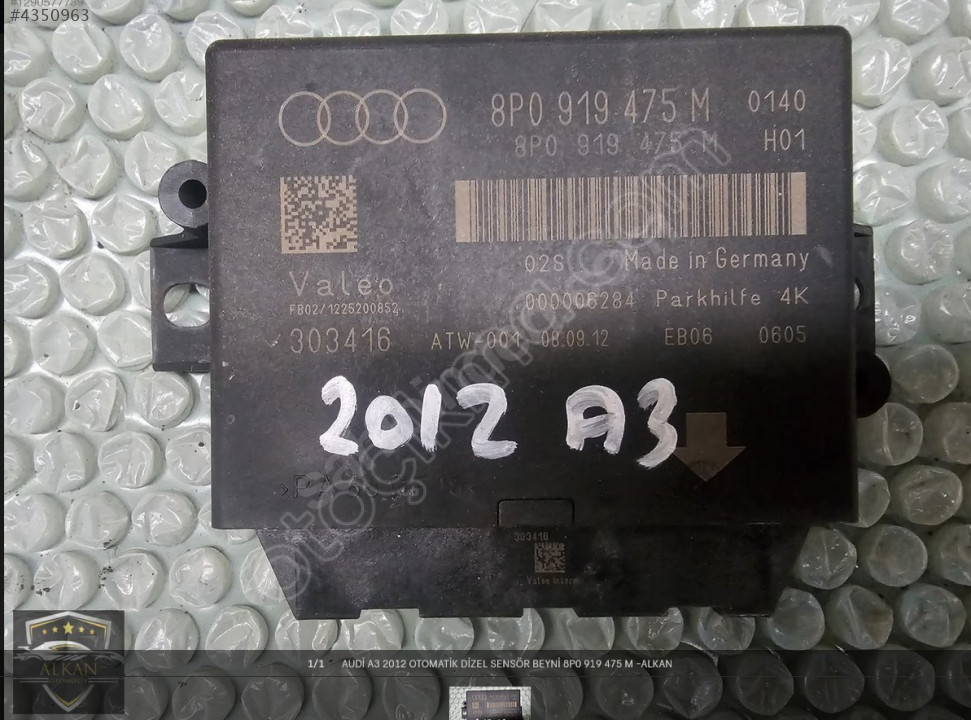 #4350963
8P0 919 475 M 0140
8P0 919 475 M H01
02S Made in Germany
Valeo
000006284 Parkhilfe 4K
FB02/1225200852
303416 ATW-001 08.09.12 EB06 0605
2012 A3
otoçikma.com
303416
Valeo
ALKAN
1/1 AUDİ A3 2012 OTOMATİK DİZEL SENSÖR BEYNİ 8P0 919 475 M -ALKAN